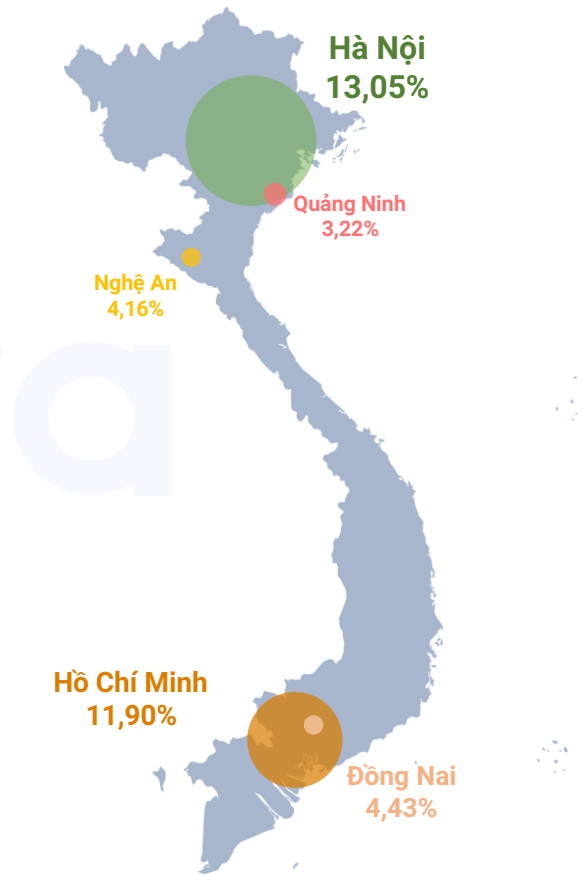 Hà Nội
13,05%
Quảng Ninh
3,22%
Nghệ An
4,16%
Hồ Chí Minh
11,90%
Đồng Nai
4,43%